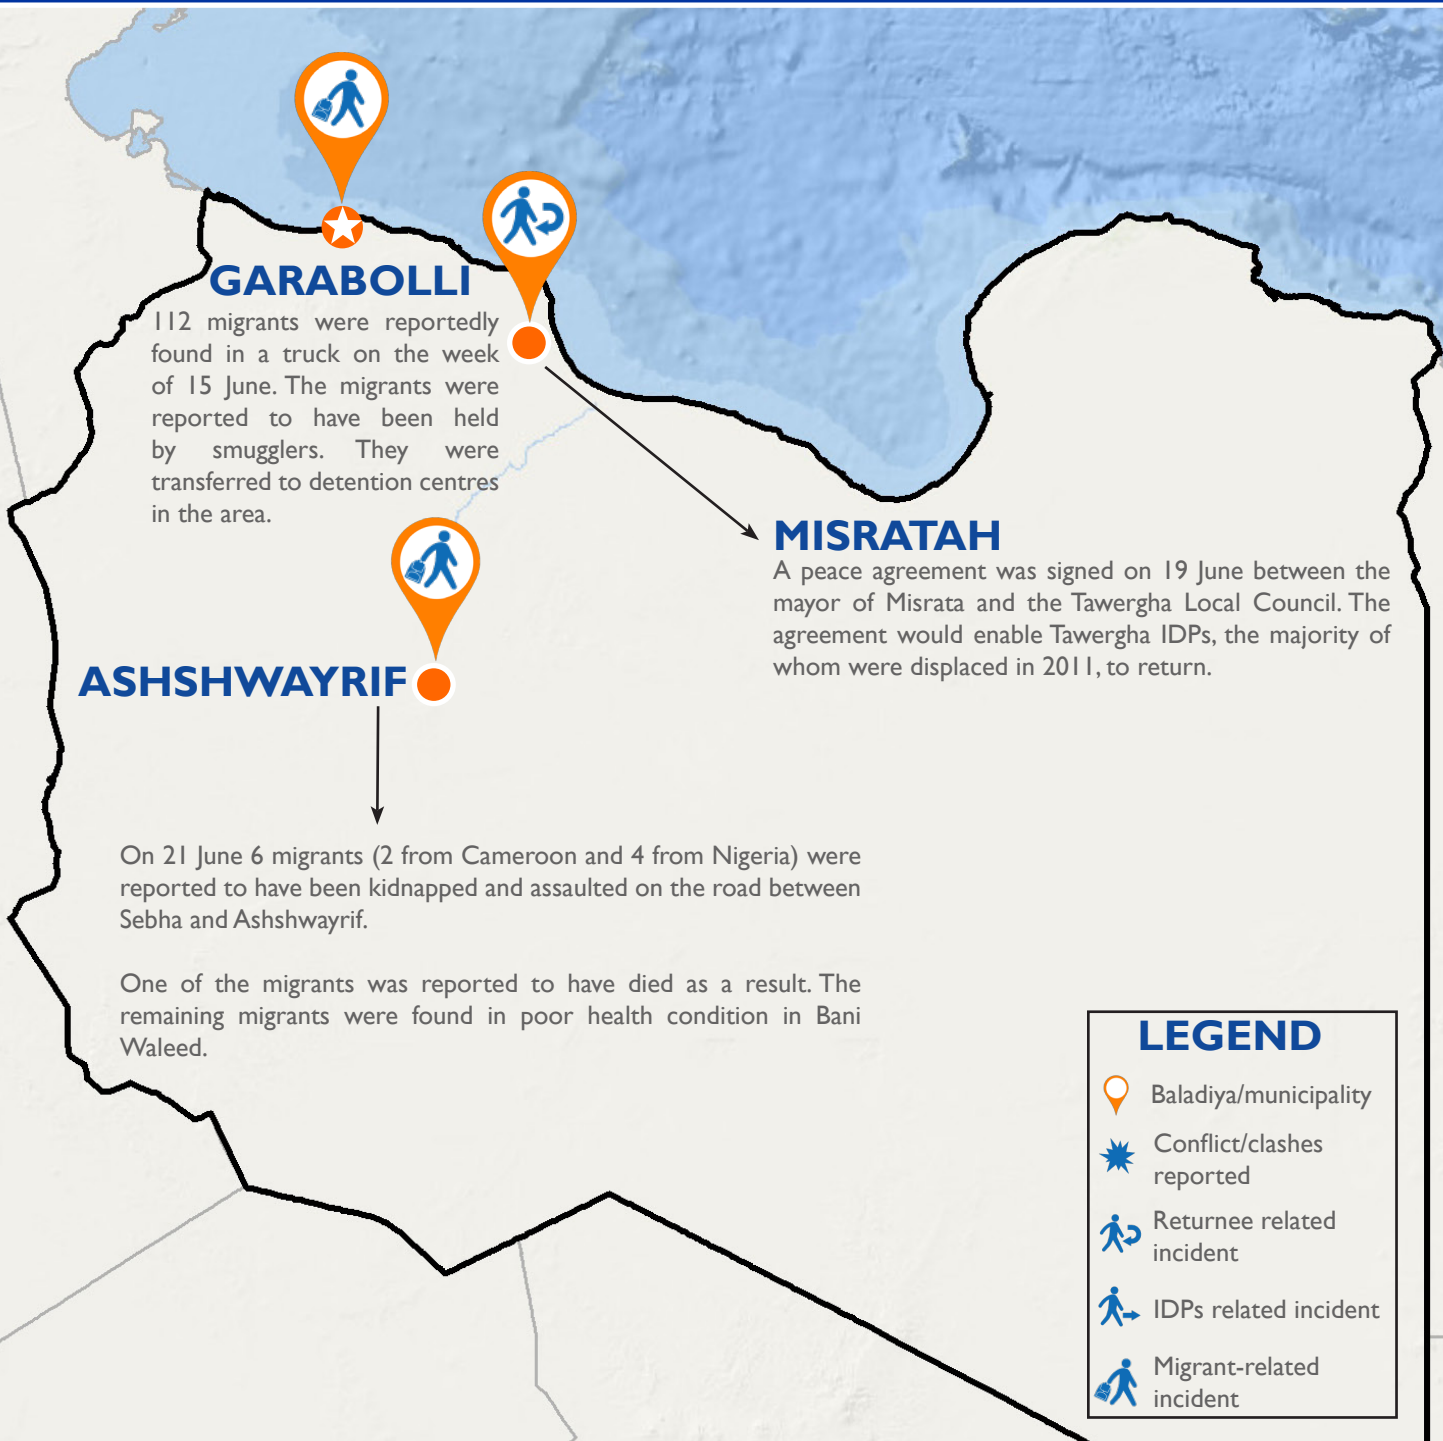 GARABOLLI
112 migrants were reportedly
found in a truck on the week
of 15 June. The migrants were
reported to have been held
by smugglers. They were
transferred to detention centres
in the area.
MISRATAH
A peace agreement was signed on 19 June between the
mayor of Misrata and the Tawergha Local Council. The
agreement would enable Tawergha IDPs, the majority of
whom were displaced in 2011, to return.
ASHSHWAYRIF
On 21 June 6 migrants (2 from Cameroon and 4 from Nigeria) were
reported to have been kidnapped and assaulted on the road between
Sebha and Ashshwayrif.
One of the migrants was reported to have died as a result. The
remaining migrants were found in poor health condition in Bani
Waleed.
LEGEND
Baladiya/municipality
Conflict/clashes
reported
Returnee related
incident
IDPs related incident
Migrant-related
incident